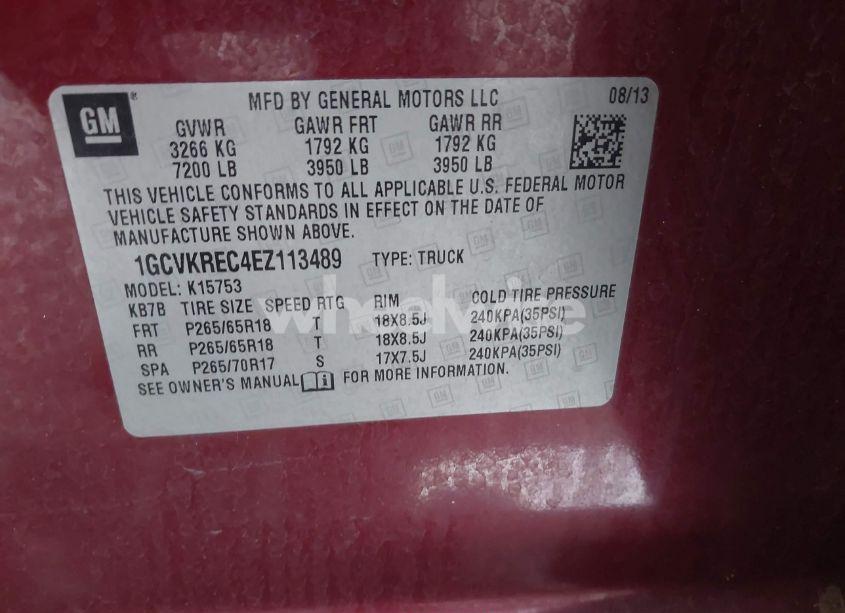 GM ® MFD BY GENERAL MOTORS LLC 08/13
GVWR GAWR FRT GAWR RR
3266 KG 1792 KG 1792 KG
7200 LB 3950 LB 3950 LB
THIS VEHICLE CONFORMS TO ALL APPLICABLE U.S. FEDERAL MOTOR
VEHICLE SAFETY STANDARDS IN EFFECT ON THE DATE OF
MANUFACTURE SHOWN ABOVE.
1GCVKREC4EZ113489 TYPE: TRUCK
MODEL: K15753
KB7B TIRE SIZE SPEED RTG RIM COLD TIRE PRESSURE
FRT P265/65R18 T 18X8.5J 240KPA(35PSI)
RR P265/65R18 T 18X8.5J 240KPA(35PSI)
SPA P265/70R17 S 17X7.5J 240KPA(35PSI)
SEE OWNER'S MANUAL FOR MORE INFORMATION.